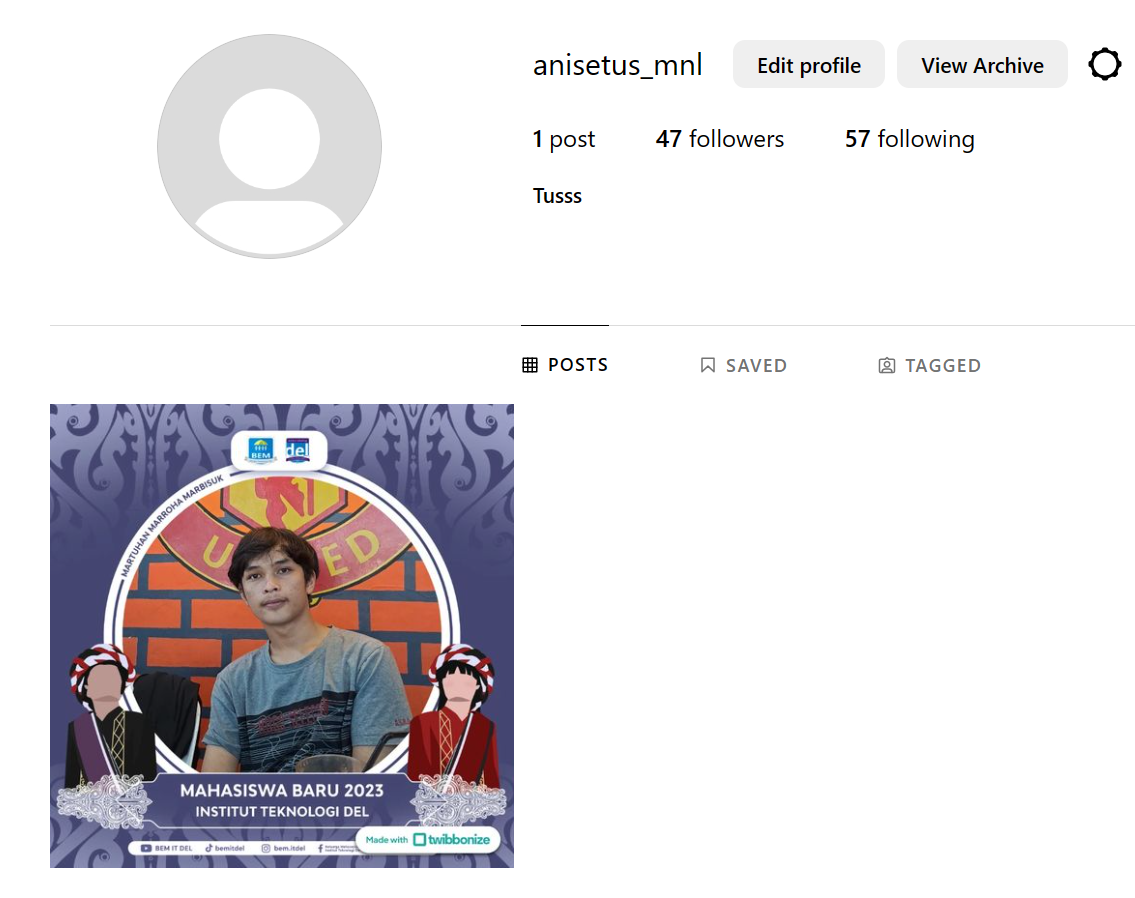 anisetus_mnl Edit profile View Archive
1 post 47 followers 57 following
Tusss
POSTS SAVED TAGGED
BEM del
MARTUHAN MARROHA MARBISUK
UNITED
MAHASISWA BARU 2023
INSTITUT TEKNOLOGI DEL
Made with twibbonize
BEM IT DEL bemitdel bem.itdel